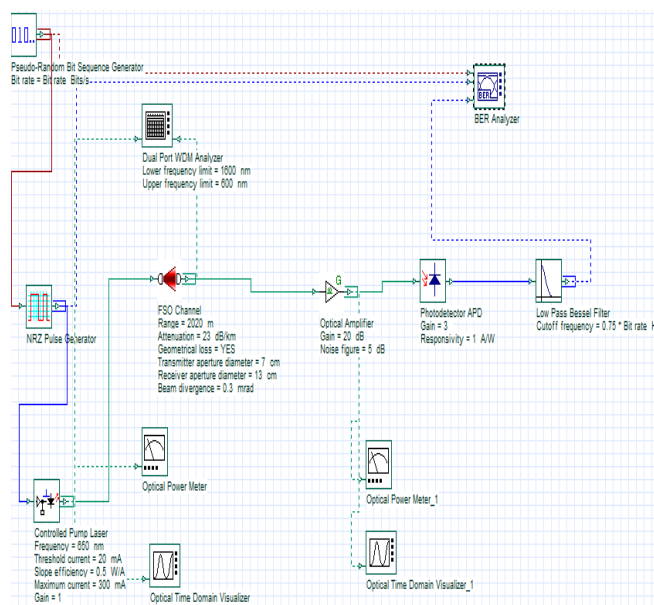 010..
Pseudo-Random Bit Sequence Generator
Bit rate = Bit rate Bits/s
BER
BER Analyzer
Dual Port WDM Analyzer
Lower frequency limit = 1600 nm
Upper frequency limit = 600 nm
FSO Channel
Range = 2020 m
Attenuation = 23 dB/km
Geometrical loss = YES
Transmitter aperture diameter = 7 cm
Receiver aperture diameter = 13 cm
Beam divergence = 0.3 mrad
G
Optical Amplifier
Gain = 20 dB
Noise figure = 5 dB
Photodetector APD
Gain = 3
Responsivity = 1 A/W
Low Pass Bessel Filter
Cutoff frequency = 0.75 * Bit rate H
NRZ Pulse Generator
Optical Power Meter
Optical Power Meter_1
Controlled Pump Laser
Frequency = 650 nm
Threshold current = 20 mA
Slope efficiency = 0.5 W/A
Maximum current = 300 mA
Gain = 1
Optical Time Domain Visualizer
Optical Time Domain Visualizer_1